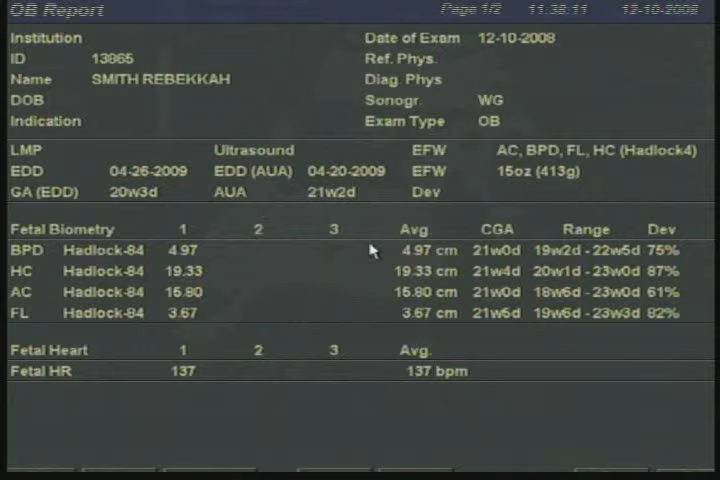 OB Report Page 1/2 11:38:11 12-10-2008
Institution Date of Exam 12-10-2008
ID 13865 Ref. Phys.
Name SMITH REBEKKAH Diag. Phys
DOB Sonogr. WG
Indication Exam Type OB
LMP Ultrasound EFW AC, BPD, FL, HC (Hadlock4)
EDD 04-26-2009 EDD (AUA) 04-20-2009 EFW 15oz (413g)
GA (EDD) 20w3d AUA 21w2d Dev
Fetal Biometry 1 2 3 Avg. CGA Range Dev
BPD Hadlock-84 4.97 4.97 cm 21w0d 19w2d - 22w5d 75%
HC Hadlock-84 19.33 19.33 cm 21w4d 20w1d - 23w0d 87%
AC Hadlock-84 15.80 15.80 cm 21w0d 18w6d - 23w0d 61%
FL Hadlock-84 3.67 3.67 cm 21w5d 19w6d - 23w3d 82%
Fetal Heart 1 2 3 Avg.
Fetal HR 137 137 bpm